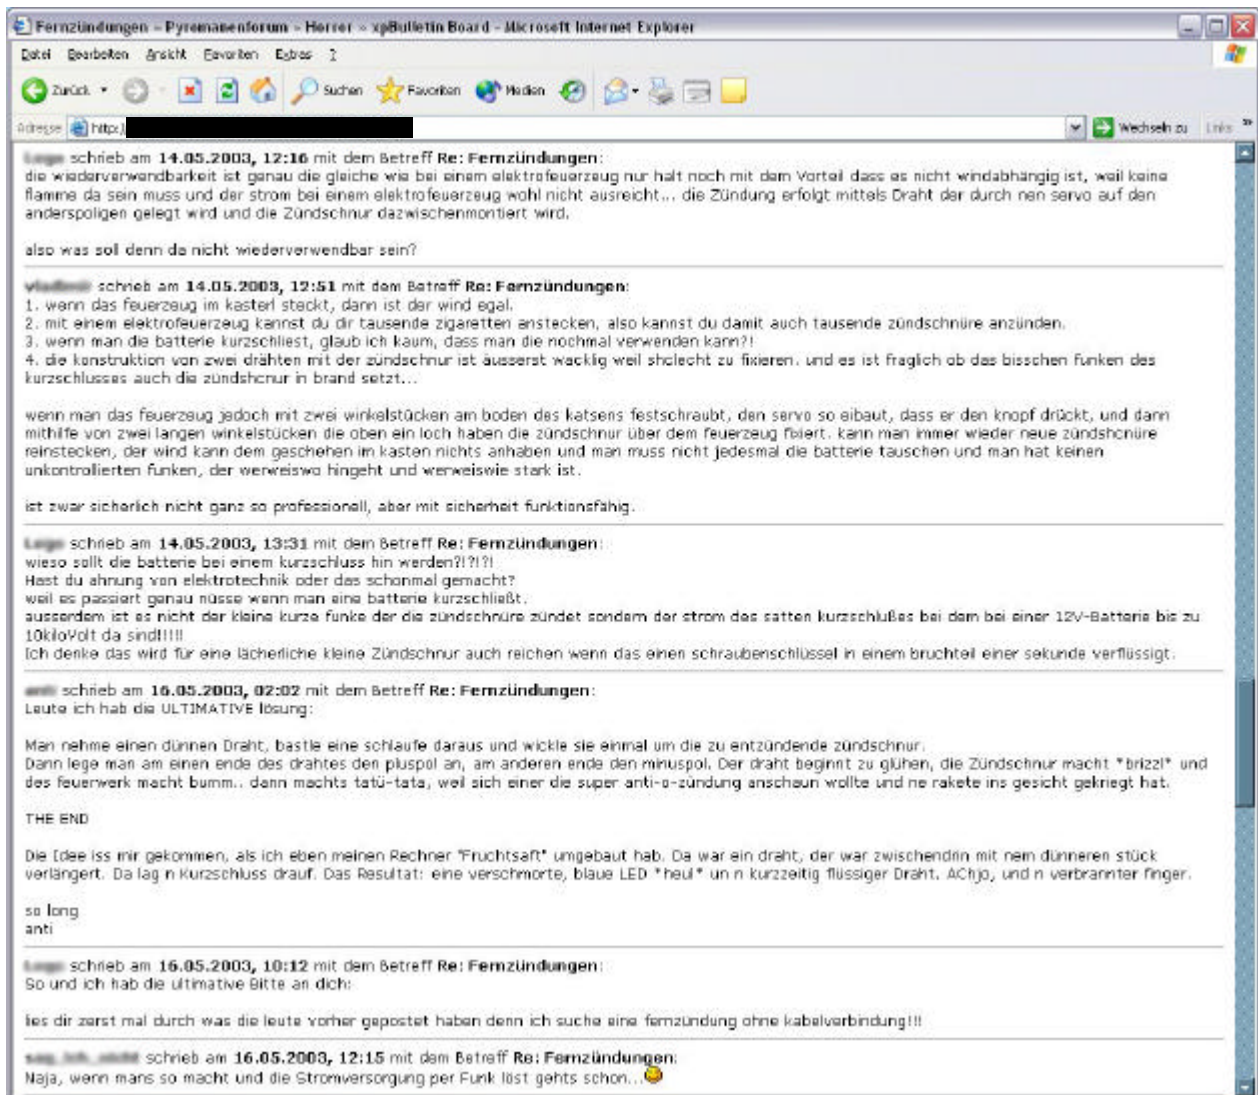 Fernzündungen - Pyromanenforum - Herrer - xpBulletin Board - Microsoft Internet Explorer
Datei Bearbeiten Ansicht Favoriten Extras ?
Zurück Suchen Favoriten Medien
Adresse http:/ Wechseln zu Links »
schrieb am 14.05.2003, 12:16 mit dem Betreff Re: Fernzündungen:
die wiederverwendbarkeit ist genau die gleiche wie bei einem elektrofeuerzeug nur halt noch mit dem Vorteil dass es nicht windabhängig ist, weil keine
flamme da sein muss und der strom bei einem elektrofeuerzeug wohl nicht ausreicht... die Zündung erfolgt mittels Draht der durch nen servo auf den
anderspoligen gelegt wird und die Zündschnur dazwischenmontiert wird.
also was soll denn da nicht wiederverwendbar sein?
schrieb am 14.05.2003, 12:51 mit dem Betreff Re: Fernzündungen:
1. wenn das feuerzeug im kasterl steckt, dann ist der wind egal.
2. mit einem elektrofeuerzeug kannst du dir tausende zigaretten anstecken, also kannst du damit auch tausende zündschnüre anzünden.
3. wenn man die batterie kurzschliest, glaub ich kaum, dass man die nochmal verwenden kann?!
4. die konstruktion von zwei drähten mit der zündschnur ist äusserst wacklig weil shclecht zu fixieren. und es ist fraglich ob das bisschen funken des
kurzschlusses auch die zündshcnur in brand setzt...
wenn man das feuerzeug jedoch mit zwei winkelstücken am boden des katsens festschraubt, den servo so eibaut, dass er den knopf drückt, und dann
mithilfe von zwei langen winkelstücken die oben ein loch haben die zündschnur über dem feuerzeug fixiert. kann man immer wieder neue zündshcnüre
reinstecken, der wind kann dem geschehen im kasten nichts anhaben und man muss nicht jedesmal die batterie tauschen und man hat keinen
unkontrollierten funken, der werweiswo hingeht und werweiswie stark ist.
ist zwar sicherlich nicht ganz so professionell, aber mit sicherheit funktionsfähig.
schrieb am 14.05.2003, 13:31 mit dem Betreff Re: Fernzündungen:
wieso sollt die batterie bei einem kurzschluss hin werden?!?!?!
Hast du ahnung von elektrotechnik oder das schonmal gemacht?
weil es passiert genau nüsse wenn man eine batterie kurzschließt.
ausserdem ist es nicht der kleine kurze funke der die zündschnüre zündet sondern der strom des satten kurzschlußes bei dem bei einer 12V-Batterie bis zu
10kiloVolt da sind!!!!!
Ich denke das wird für eine lächerliche kleine Zündschnur auch reichen wenn das einen schraubenschlüssel in einem bruchteil einer sekunde verflüssigt.
anti schrieb am 16.05.2003, 02:02 mit dem Betreff Re: Fernzündungen:
Leute ich hab die ULTIMATIVE lösung:
Man nehme einen dünnen Draht, bastle eine schlaufe daraus und wickle sie einmal um die zu entzündende zündschnur.
Dann lege man am einen ende des drahtes den pluspol an, am anderen ende den minuspol. Der draht beginnt zu glühen, die Zündschnur macht *brizzl* und
des feuerwerk macht bumm.. dann machts tatü-tata, weil sich einer die super anti-o-zündung anschaun wollte und ne rakete ins gesicht gekriegt hat.
THE END
Die Idee iss mir gekommen, als ich eben meinen Rechner "Fruchtsaft" umgebaut hab. Da war ein draht, der war zwischendrin mit nem dünneren stück
verlängert. Da lag n Kurzschluss drauf. Das Resultat: eine verschmorte, blaue LED *heul* un n kurzzeitig flüssiger Draht. AChjo, und n verbrannter finger.
so long
anti
schrieb am 16.05.2003, 10:12 mit dem Betreff Re: Fernzündungen:
So und ich hab die ultimative Bitte an dich:
lies dir zerst mal durch was die leute vorher gepostet haben denn ich suche eine fernzündung ohne kabelverbindung!!!
schrieb am 16.05.2003, 12:15 mit dem Betreff Re: Fernzündungen:
Naja, wenn mans so macht und die Stromversorgung per Funk löst gehts schon...